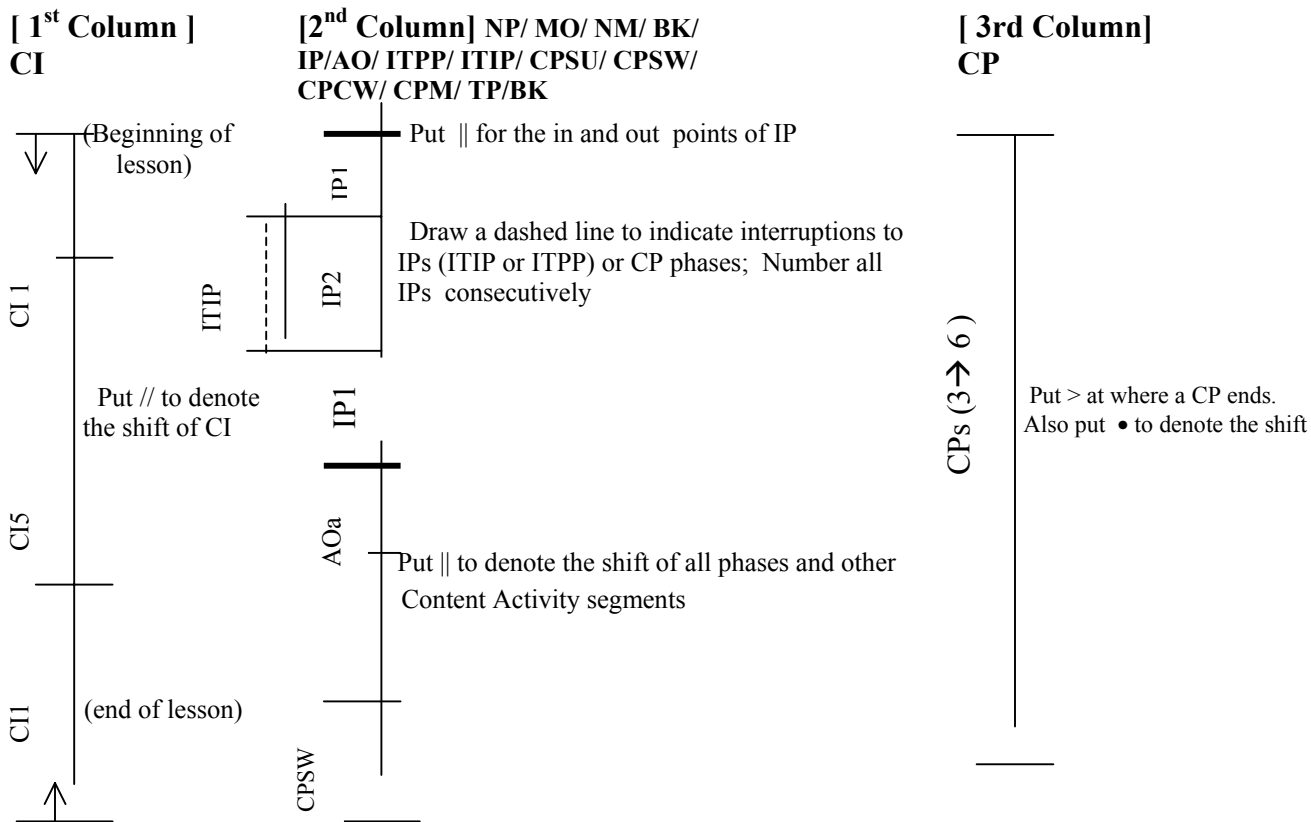 [ 1st Column ]
CI
[2nd Column] NP/ MO/ NM/ BK/
IP/AO/ ITPP/ ITIP/ CPSU/ CPSW/
CPCW/ CPM/ TP/BK
[ 3rd Column]
CP
(Beginning of
lesson)
CI 1
Put // to denote
the shift of CI
CI5
CI1
(end of lesson)
Put || for the in and out points of IP
IP1
ITIP
IP2
Draw a dashed line to indicate interruptions to
IPs (ITIP or ITPP) or CP phases; Number all
IPs consecutively
IP1
AOa
Put || to denote the shift of all phases and other
Content Activity segments
CPSW
CPs (3→ 6 )
Put > at where a CP ends.
Also put • to denote the shift